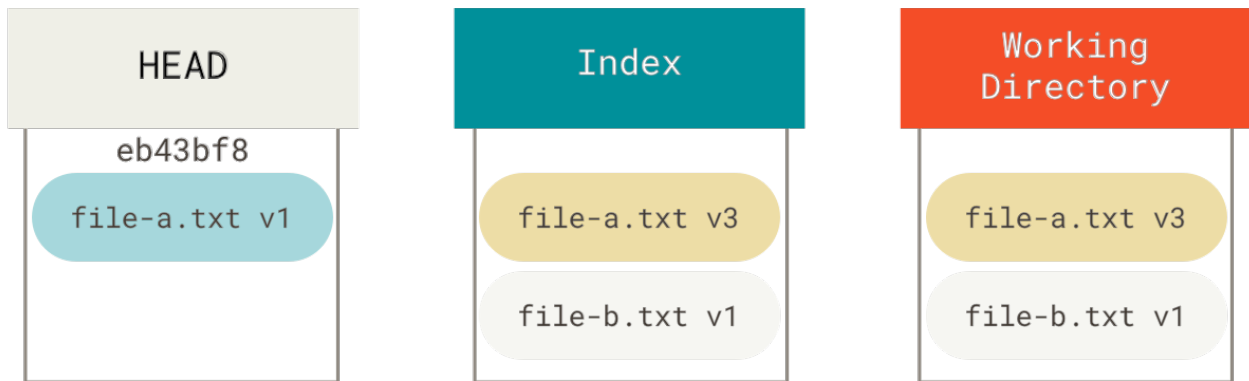 HEAD
Index
Working
Directory
eb43bf8
file-a.txt v1
file-a.txt v3
file-a.txt v3
file-b.txt v1
file-b.txt v1